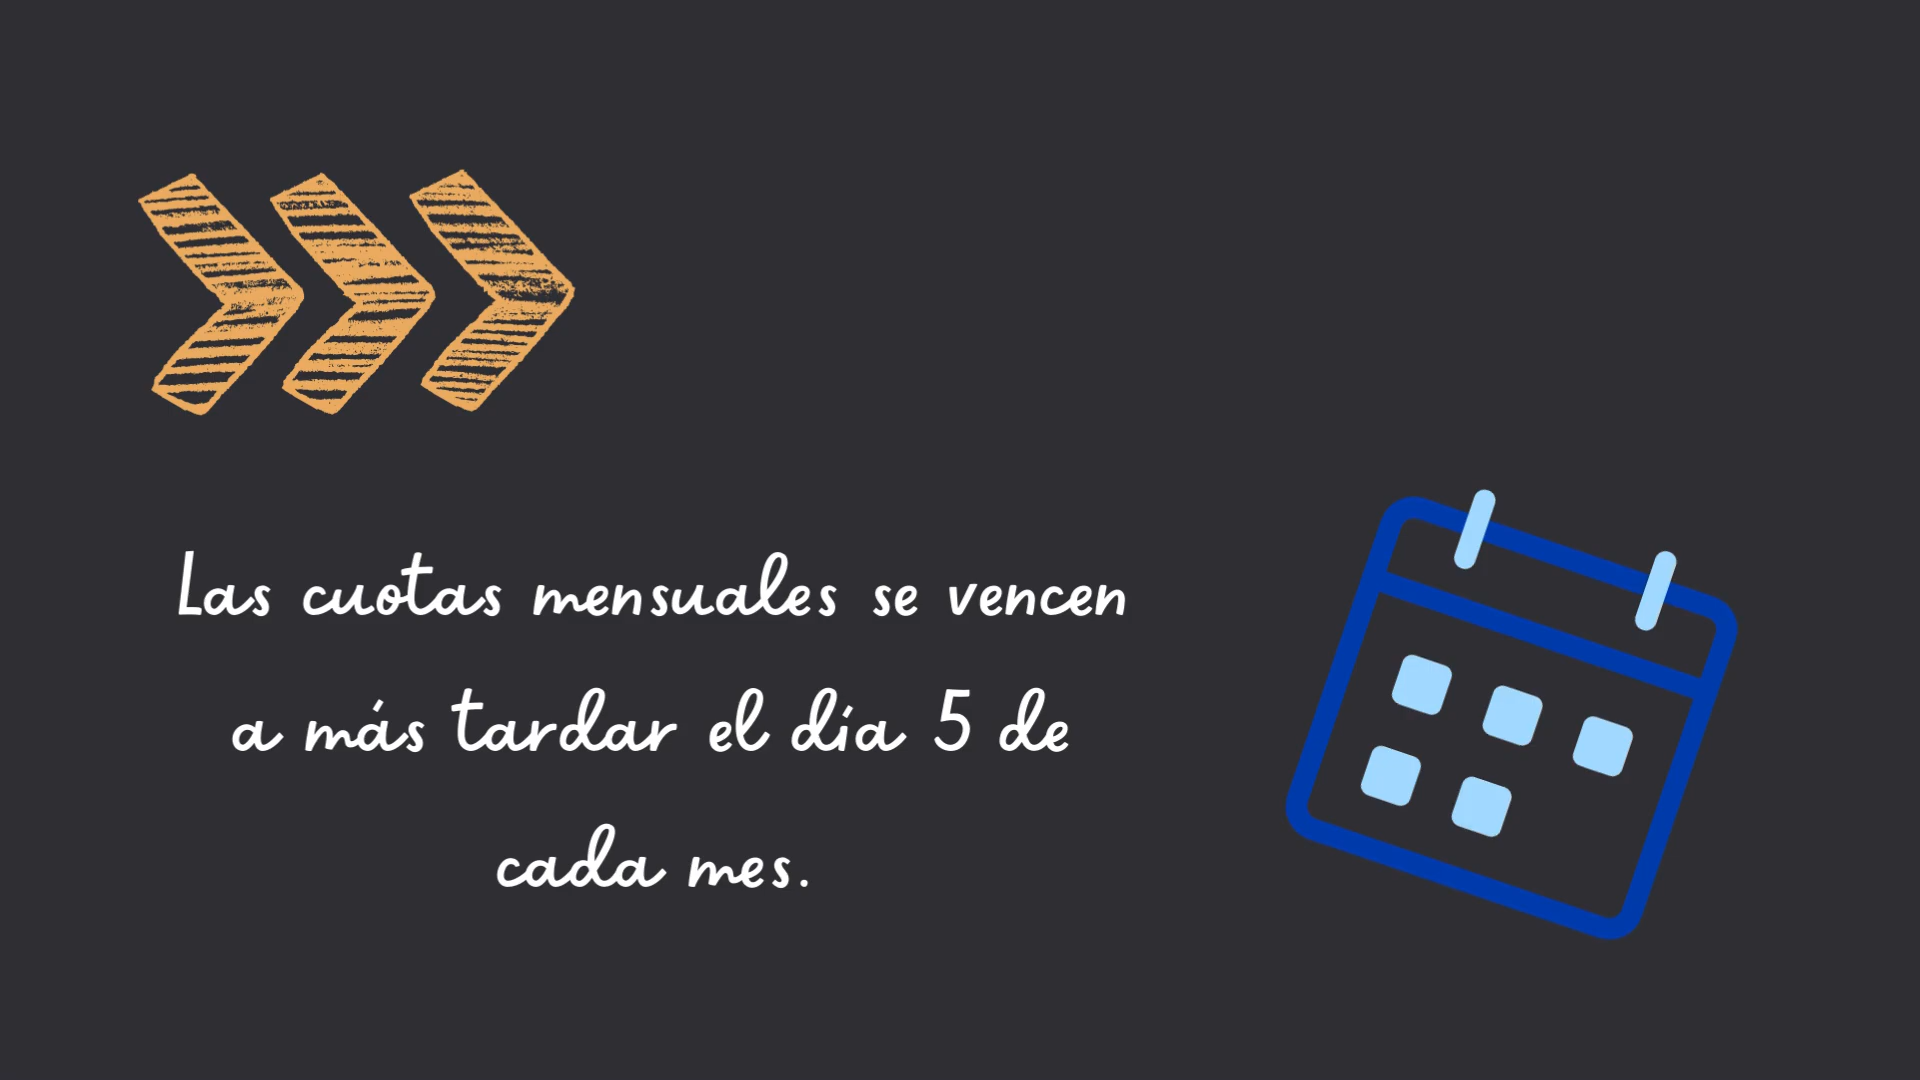 Las cuotas mensuales se vencen
a más tardar el día 5 de
cada mes.